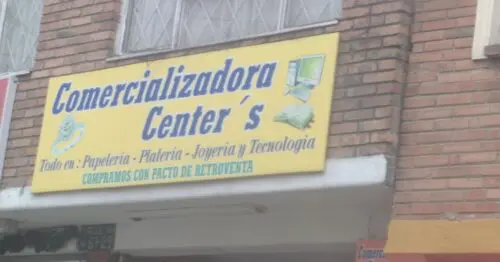 Comercializadora
Center´s
Todo en: Papelería - Platería - Joyería y Tecnología
COMPRAMOS CON PACTO DE RETROVENTA